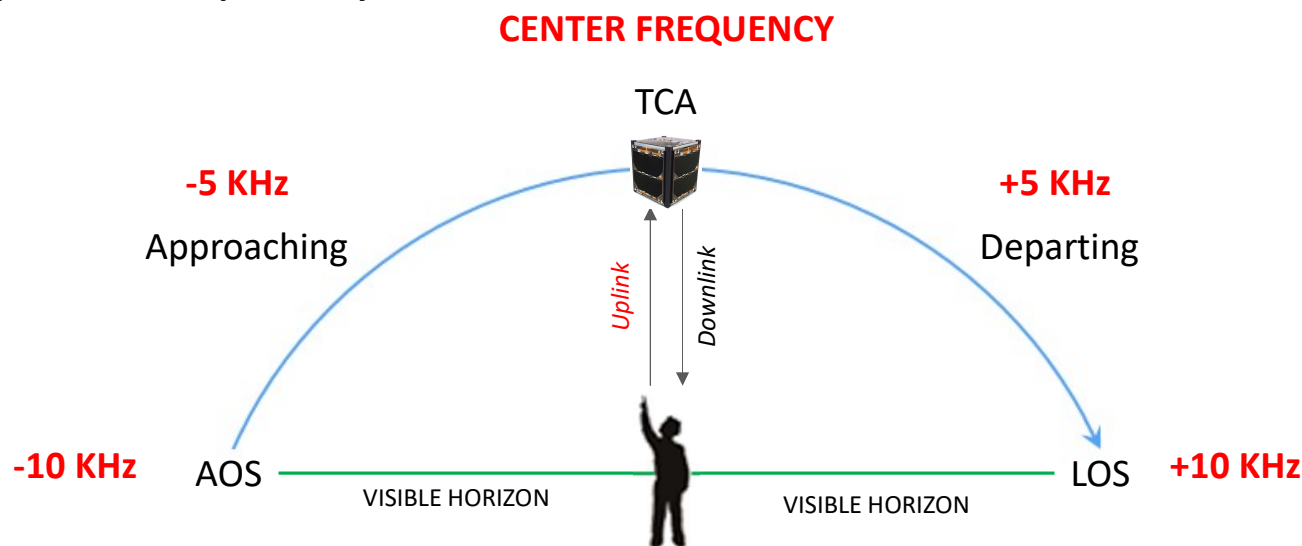 CENTER FREQUENCY
TCA
-5 KHz
+5 KHz
Approaching
Departing
Uplink
Downlink
-10 KHz
AOS
VISIBLE HORIZON
VISIBLE HORIZON
LOS
+10 KHz